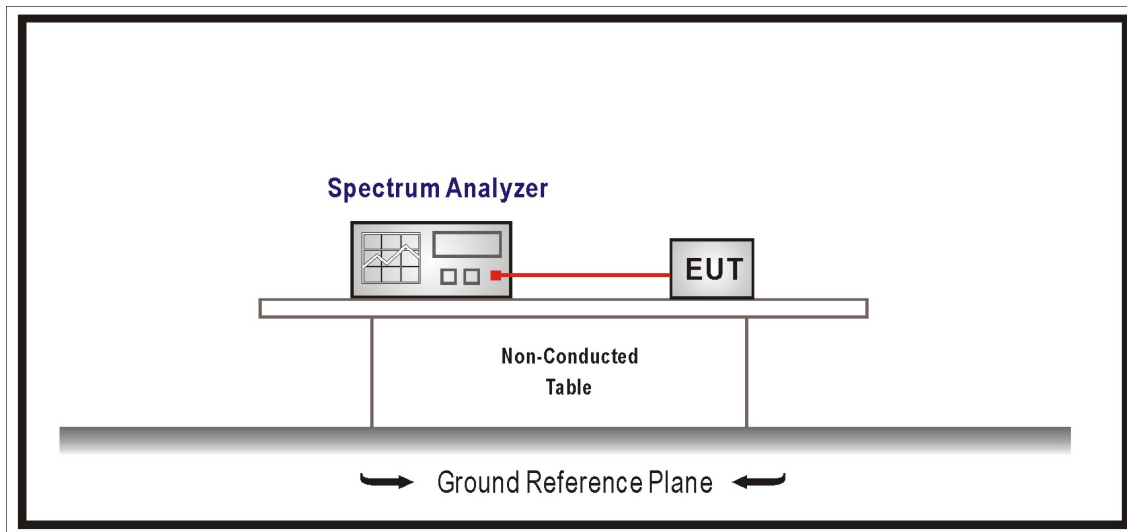 Spectrum Analyzer
EUT
Non-Conducted
Table
Ground Reference Plane